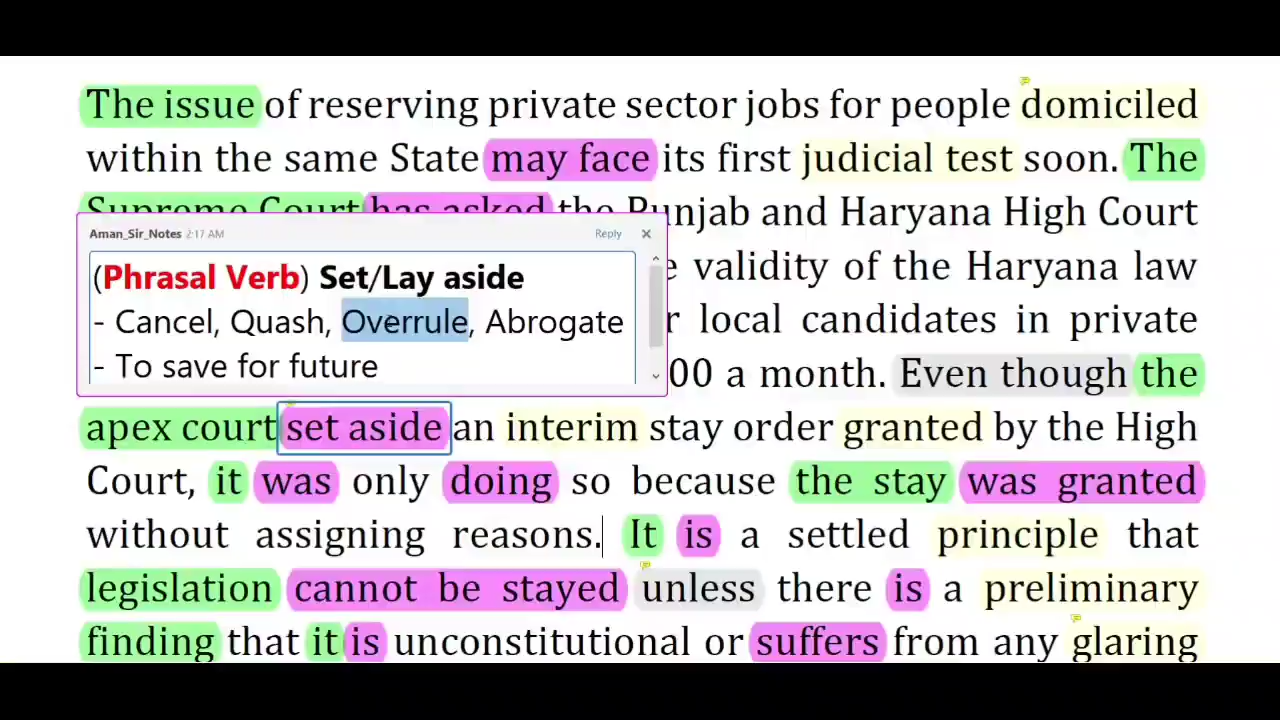 The issue of reserving private sector jobs for people domiciled
within the same State may face its first judicial test soon. The
Supreme Court has asked the Punjab and Haryana High Court
Aman_Sir_Notes 2:17 AM Reply
(Phrasal Verb) Set/Lay aside
- Cancel, Quash, Overrule, Abrogate
- To save for future
validity of the Haryana law
local candidates in private
00 a month. Even though the
apex court set aside an interim stay order granted by the High
Court, it was only doing so because the stay was granted
without assigning reasons. It is a settled principle that
legislation cannot be stayed unless there is a preliminary
finding that it is unconstitutional or suffers from any glaring